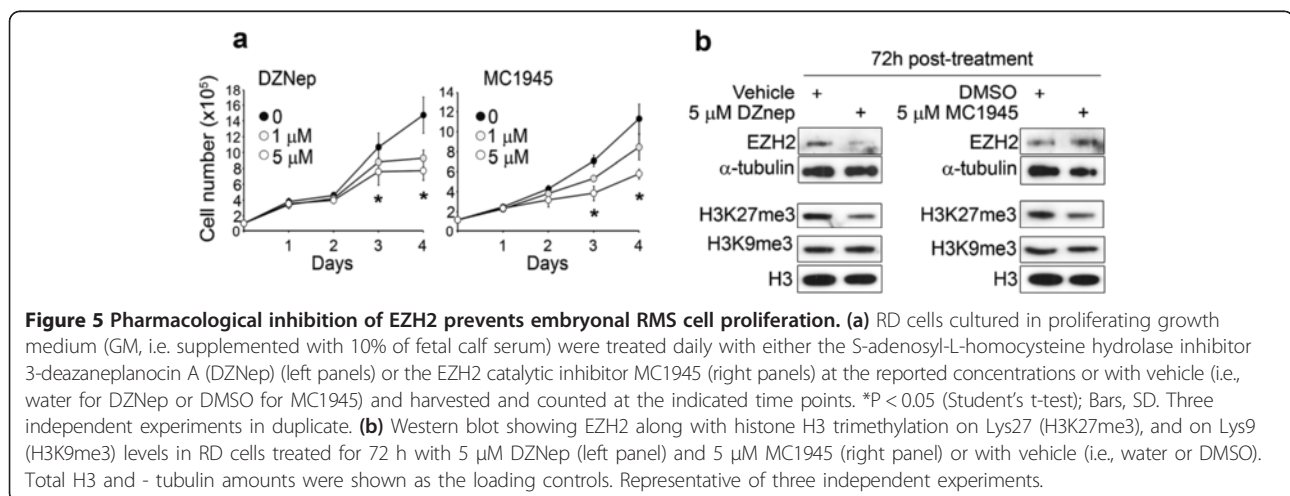 a
DZNep
MC1945
Cell number (x10⁵)
18
16
14
12
10
8
6
4
2
0
0
1 µM
5 µM
*
*
1 2 3 4
Days
14
12
10
8
6
4
2
0
0
1 µM
5 µM
*
*
1 2 3 4
Days
b
72h post-treatment
Vehicle +
5 µM DZnep +
EZH2
α-tubulin
H3K27me3
H3K9me3
H3
DMSO +
5 µM MC1945 +
EZH2
α-tubulin
H3K27me3
H3K9me3
H3
Figure 5 Pharmacological inhibition of EZH2 prevents embryonal RMS cell proliferation. (a) RD cells cultured in proliferating growth
medium (GM, i.e. supplemented with 10% of fetal calf serum) were treated daily with either the S-adenosyl-L-homocysteine hydrolase inhibitor
3-deazaneplanocin A (DZNep) (left panels) or the EZH2 catalytic inhibitor MC1945 (right panels) at the reported concentrations or with vehicle (i.e.,
water for DZNep or DMSO for MC1945) and harvested and counted at the indicated time points. *P < 0.05 (Student's t-test); Bars, SD. Three
independent experiments in duplicate. (b) Western blot showing EZH2 along with histone H3 trimethylation on Lys27 (H3K27me3), and on Lys9
(H3K9me3) levels in RD cells treated for 72 h with 5 µM DZNep (left panel) and 5 µM MC1945 (right panel) or with vehicle (i.e., water or DMSO).
Total H3 and - tubulin amounts were shown as the loading controls. Representative of three independent experiments.